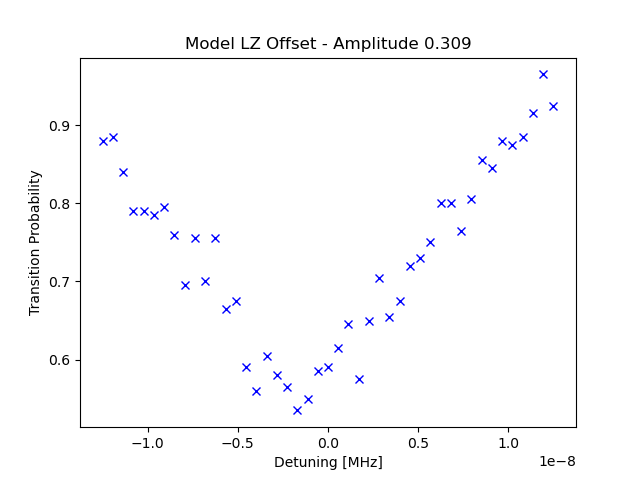 Model LZ Offset - Amplitude 0.309
Transition Probability
0.9
0.8
0.7
0.6
−1.0
−0.5
0.0
0.5
1.0
1e−8
Detuning [MHz]